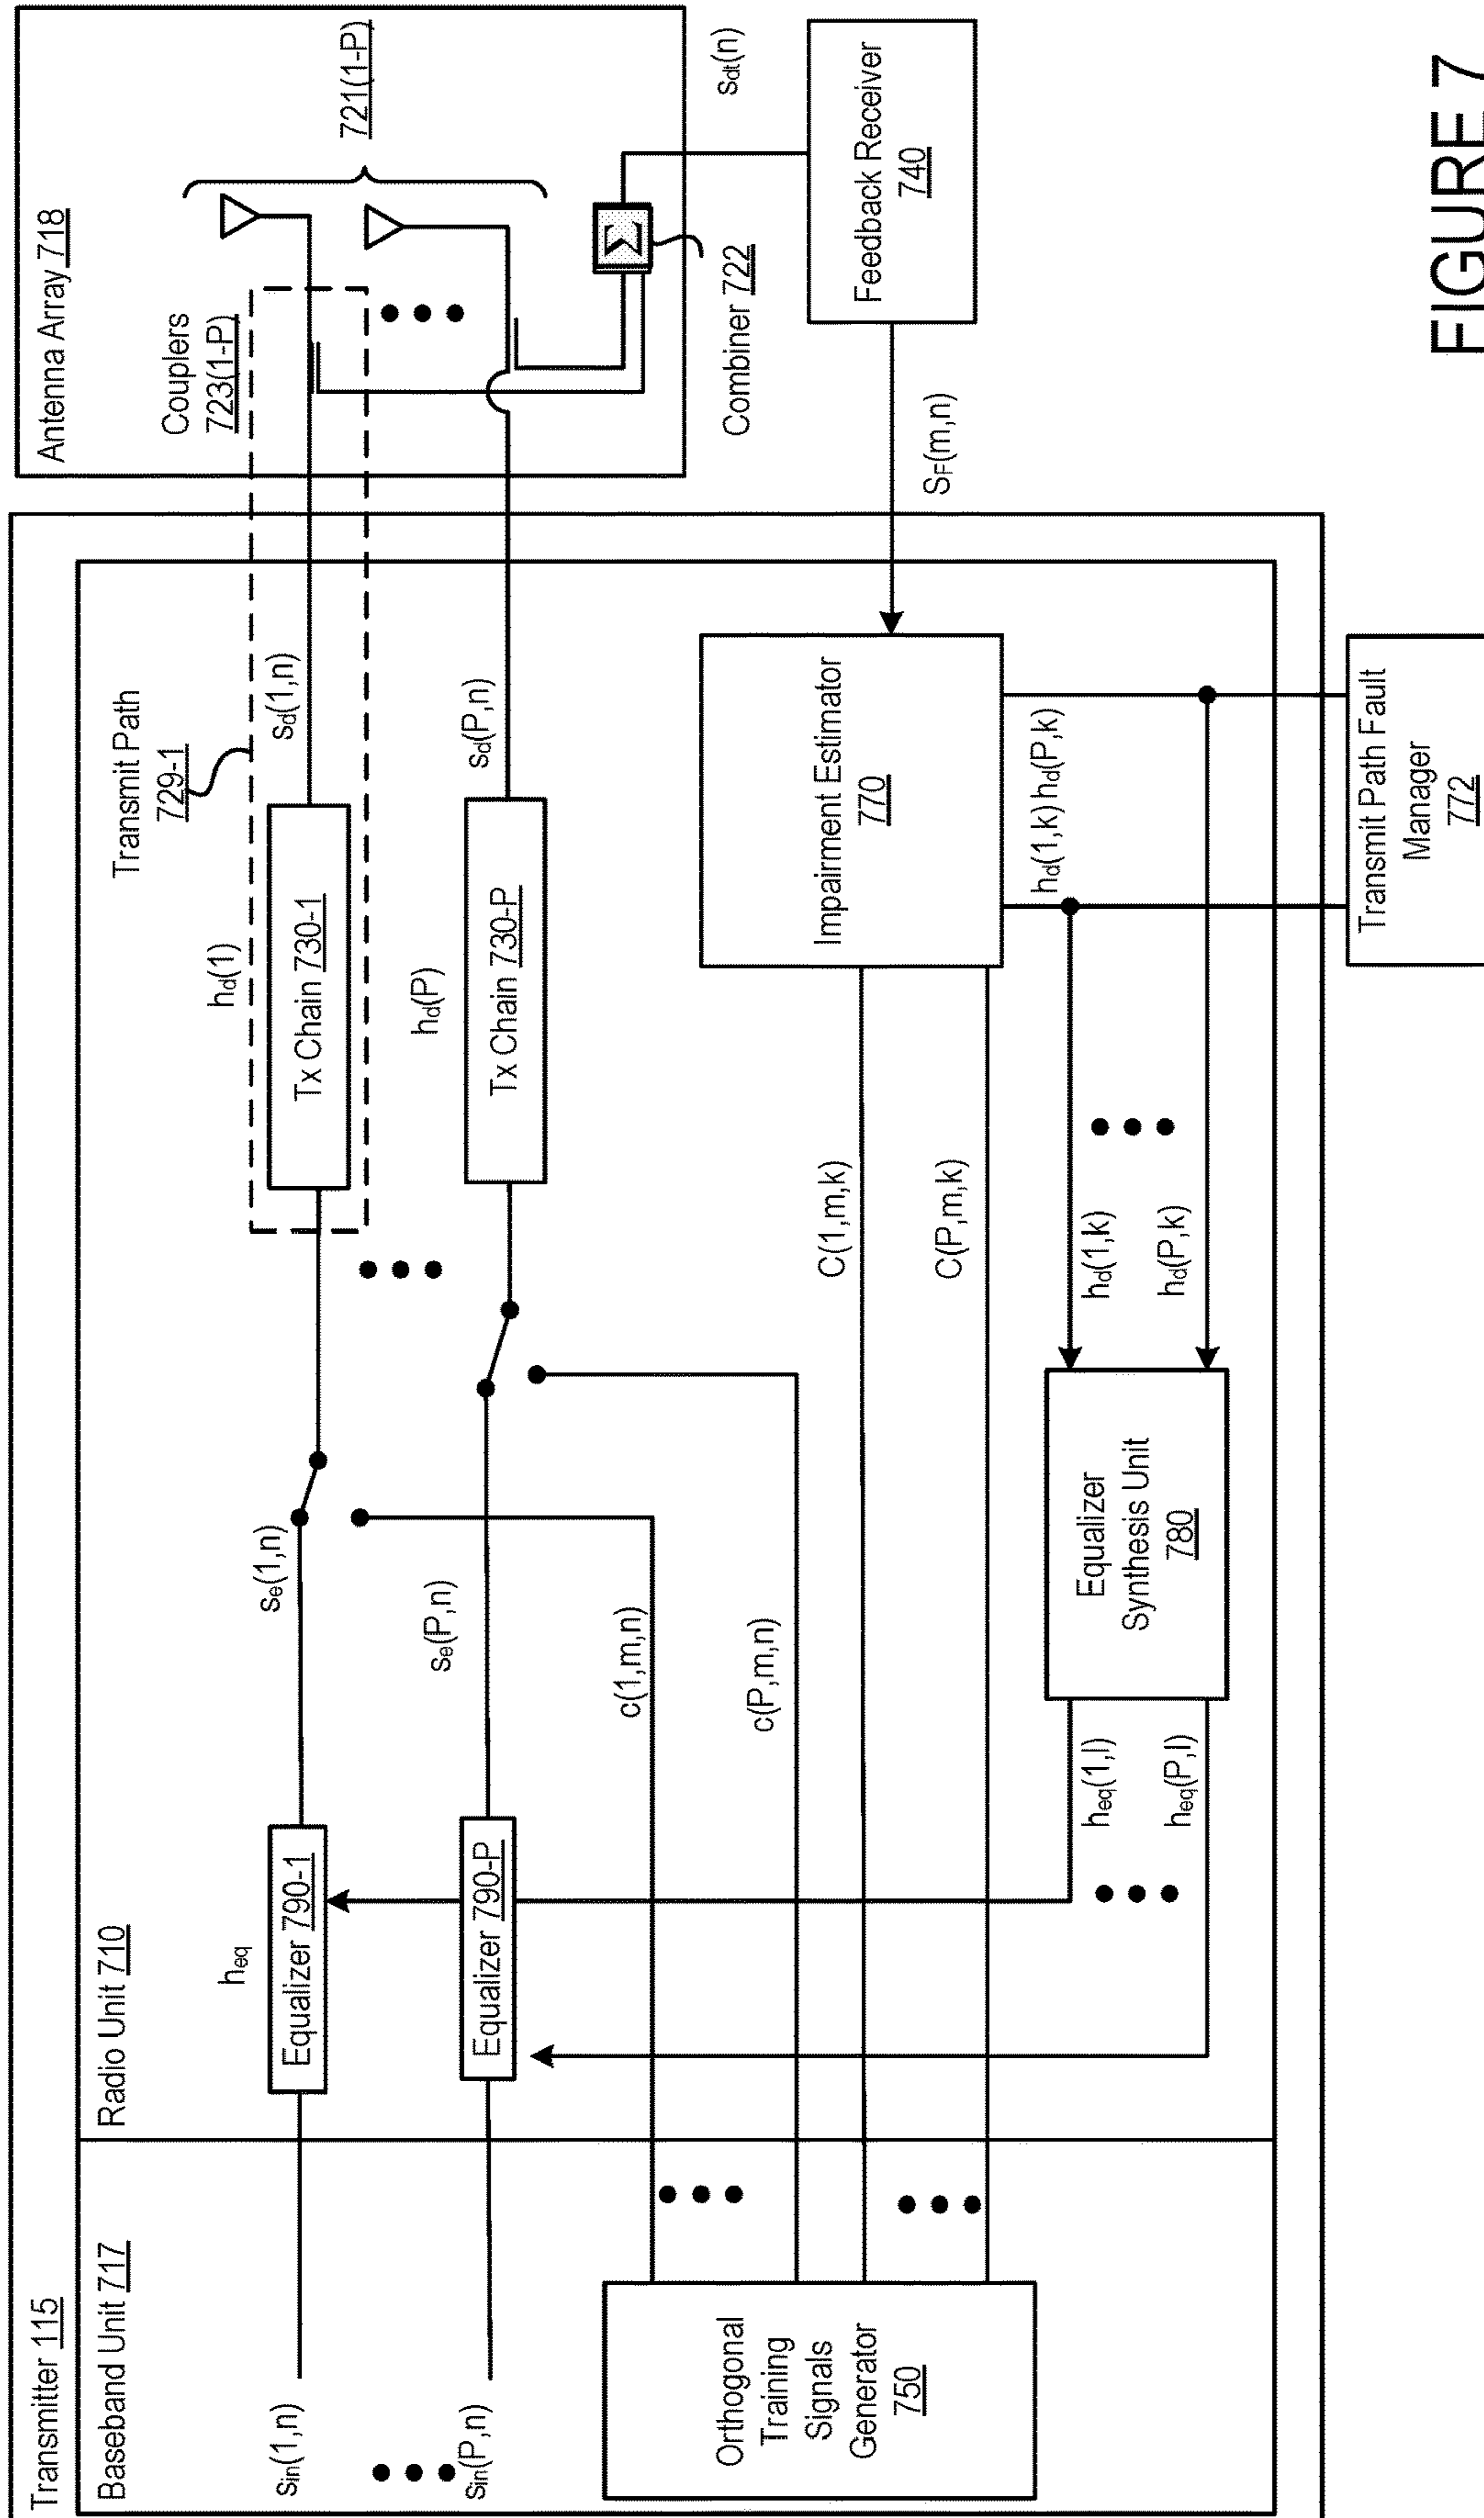 Transmitter 115
Baseband Unit 717
Radio Unit 710
Antenna Array 718
sin(1,n)
sin(P,n)
heq
Equalizer 790-1
Equalizer 790-P
se(1,n)
se(P,n)
Transmit Path
729-1
hd(1)
Tx Chain 730-1
hd(P)
Tx Chain 730-P
sd(1,n)
sd(P,n)
Couplers
723(1-P)
721(1-P)
Σ
Combiner 722
sdt(n)
Orthogonal
Training
Signals
Generator
750
c(1,m,n)
c(P,m,n)
C(1,m,k)
C(P,m,k)
Impairment Estimator
770
SF(m,n)
Feedback Receiver
740
heq(1,l)
heq(P,l)
Equalizer
Synthesis Unit
780
hd(1,k)
hd(P,k)
hd(1,k) hd(P,k)
Transmit Path Fault
Manager
772
FIGURE 7